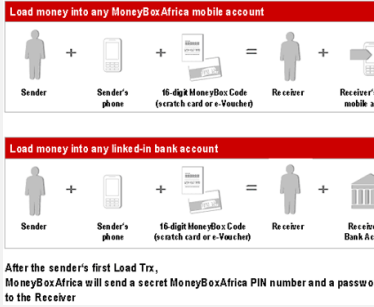 Load money into any MoneyBoxAfrica mobile account
+ + = +
Sender Sender's phone 16-digit MoneyBox Code (scratch card or e-Voucher) Receiver Receiver's mobile
Load money into any linked-in bank account
+ + = +
Sender Sender's phone 16-digit MoneyBox Code (scratch card or e-Voucher) Receiver Bank
After the sender's first Load Trx,
MoneyBoxAfrica will send a secret MoneyBoxAfrica PIN number and a
to the Receiver